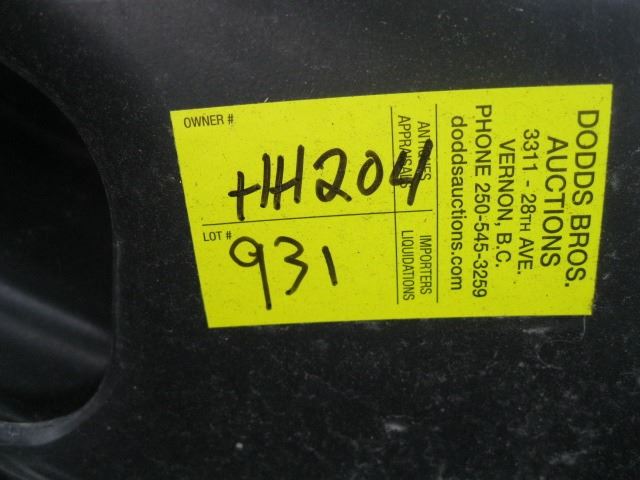 DODDS BROS.
AUCTIONS
3311 - 28TH AVE.
VERNON, B.C.
PHONE 250-545-3259
doddsauctions.com
ANTIQUES IMPORTERS
APPRAISALS LIQUIDATIONS
OWNER #
HH204
LOT #
931